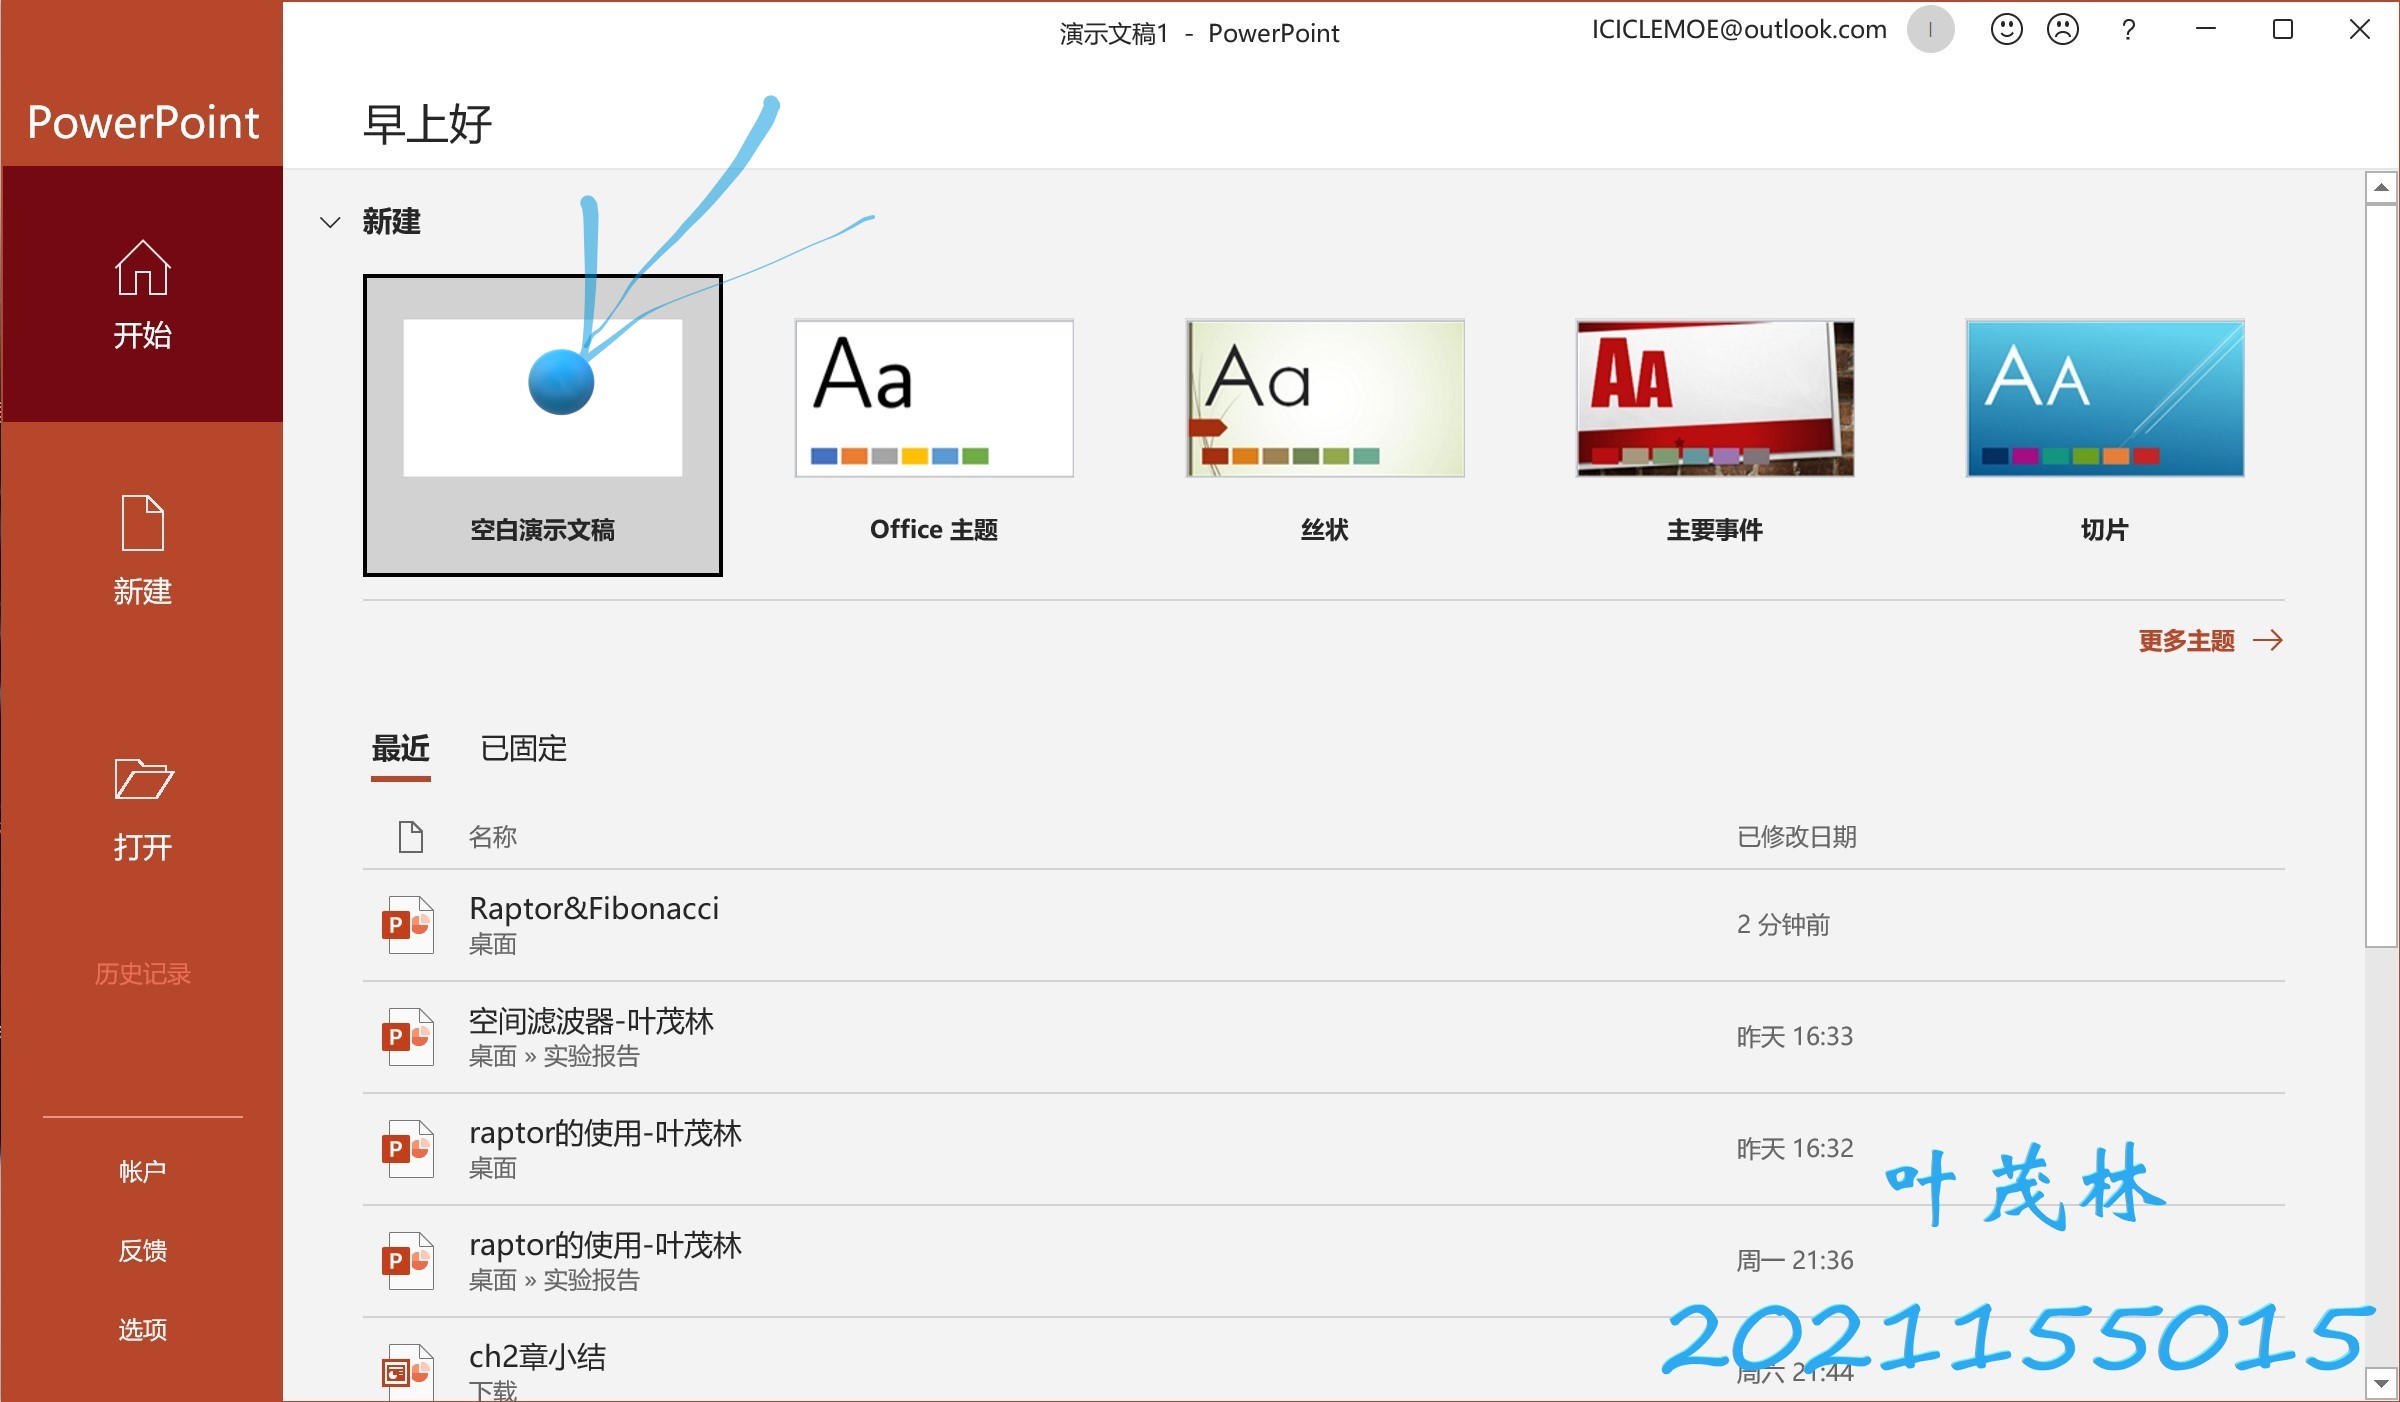 演示文稿1 - PowerPoint
ICICLEMOE@outlook.com
I
?
PowerPoint
早上好
开始
新建
打开
历史记录
帐户
反馈
选项
新建
Aa
Aa
AA
AA
空白演示文稿
Office 主题
丝状
主要事件
切片
更多主题
最近
已固定
名称
已修改日期
Raptor&Fibonacci
桌面
2 分钟前
空间滤波器-叶茂林
桌面 » 实验报告
昨天 16:33
raptor的使用-叶茂林
桌面
昨天 16:32
raptor的使用-叶茂林
桌面 » 实验报告
周一 21:36
ch2章小结
下载
周六 21:44
叶茂林
2021155015